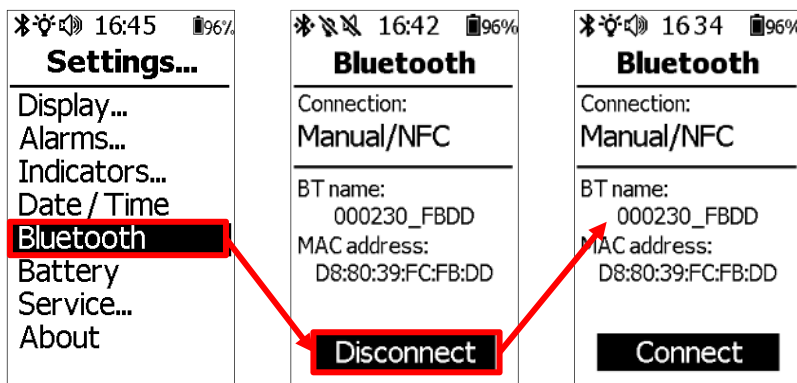 16:45 96%
Settings...
Display...
Alarms...
Indicators...
Date / Time
Bluetooth
Battery
Service...
About
16:42 96%
Bluetooth
Connection:
Manual/NFC
BT name:
000230_FBDD
MAC address:
D8:80:39:FC:FB:DD
Disconnect
1634 96%
Bluetooth
Connection:
Manual/NFC
BT name:
000230_FBDD
MAC address:
D8:80:39:FC:FB:DD
Connect